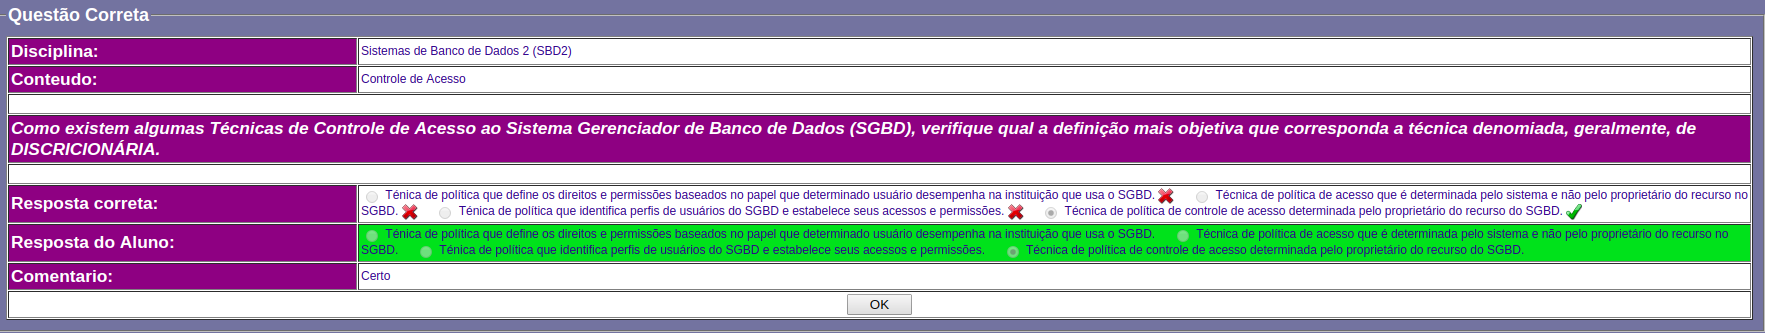 Questão Correta
Disciplina:
Sistemas de Banco de Dados 2 (SBD2)
Conteudo:
Controle de Acesso
Como existem algumas Técnicas de Controle de Acesso ao Sistema Gerenciador de Banco de Dados (SGBD), verifique qual a definição mais objetiva que corresponda a técnica denomiada, geralmente, de
DISCRICIONÁRIA.
Resposta correta:
Ténica de política que define os direitos e permissões baseados no papel que determinado usuário desempenha na instituição que usa o SGBD. Técnica de política de acesso que é determinada pelo sistema e não pelo proprietário do recurso no
SGBD. Ténica de política que identifica perfis de usuários do SGBD e estabelece seus acessos e permissões. Técnica de política de controle de acesso determinada pelo proprietário do recurso do SGBD.
Resposta do Aluno:
Ténica de política que define os direitos e permissões baseados no papel que determinado usuário desempenha na instituição que usa o SGBD. Técnica de política de acesso que é determinada pelo sistema e não pelo proprietário do recurso no
SGBD. Ténica de política que identifica perfis de usuários do SGBD e estabelece seus acessos e permissões. Técnica de política de controle de acesso determinada pelo proprietário do recurso do SGBD.
Comentario:
Certo
OK